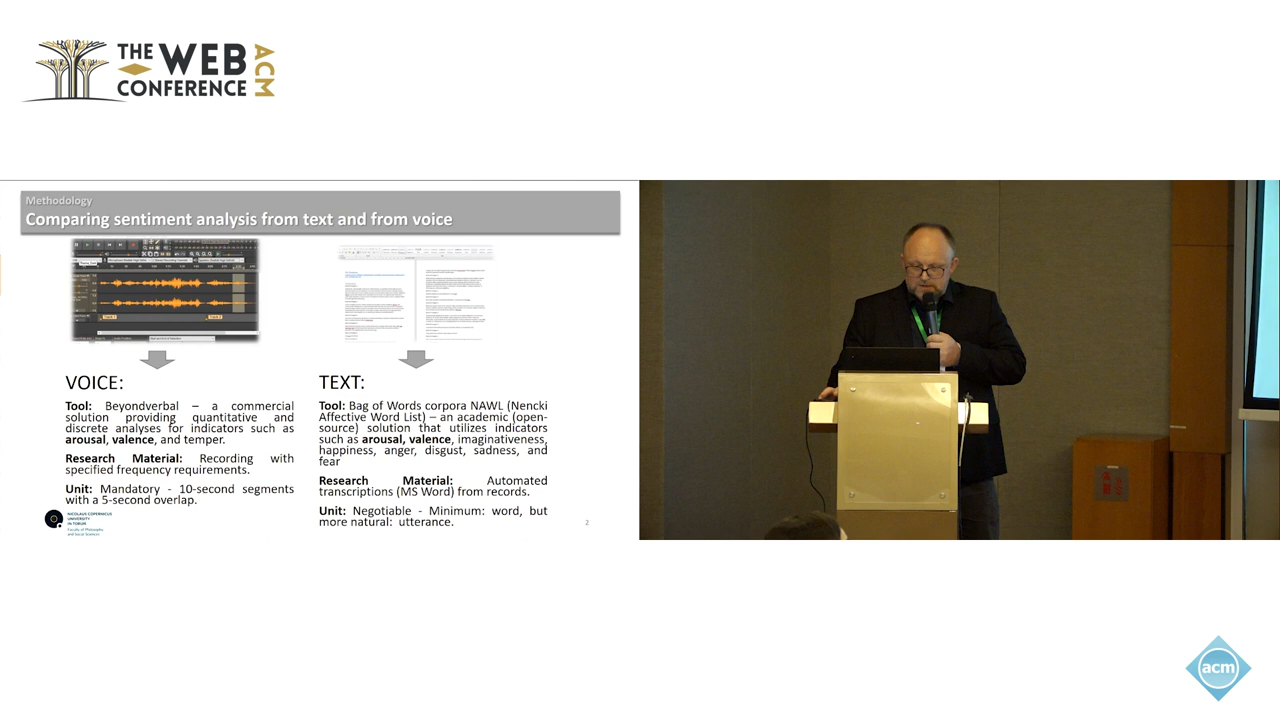 THE WEB
CONFERENCE
ACM
Methodology
Comparing sentiment analysis from text and from voice
VOICE:
Tool: Beyondverbal – a commercial
solution providing quantitative and
discrete analyses for indicators such as
arousal, valence, and temper.
Research Material: Recording with
specified frequency requirements.
Unit: Mandatory - 10-second segments
with a 5-second overlap.
TEXT:
Tool: Bag of Words corpora NAWL (Nencki
Affective Word List) – an academic (open-
source) solution that utilizes indicators
such as arousal, valence, imaginativeness,
happiness, anger, disgust, sadness, and
fear
Research Material: Automated
transcriptions (MS Word) from records.
Unit: Negotiable - Minimum: word, but
more natural: utterance.
NICOLAUS COPERNICUS
UNIVERSITY
IN TORUŃ
Faculty of Philosophy
and Social Sciences
2
acm